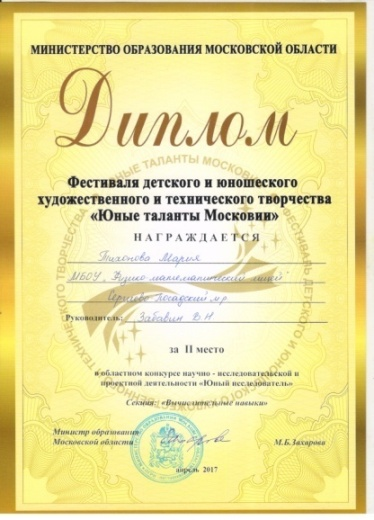 МИНИСТЕРСТВО ОБРАЗОВАНИЯ МОСКОВСКОЙ ОБЛАСТИ
Диплом
Фестиваля детского и юношеского
художественного и технического творчества
«Юные таланты Московии»
НАГРАЖДАЕТСЯ
Тихонова Мария
МБОУ „Физико-математический лицей"
Сергиево-Посадский м.р.
Руководитель: Забавин В.Н
за II место
в областном конкурсе научно - исследовательской и
проектной деятельности «Юный исследователь»
Секция: «Вычислительные навыки»
Министр образования
Московской области
М.Б.Захарова
апрель 2017